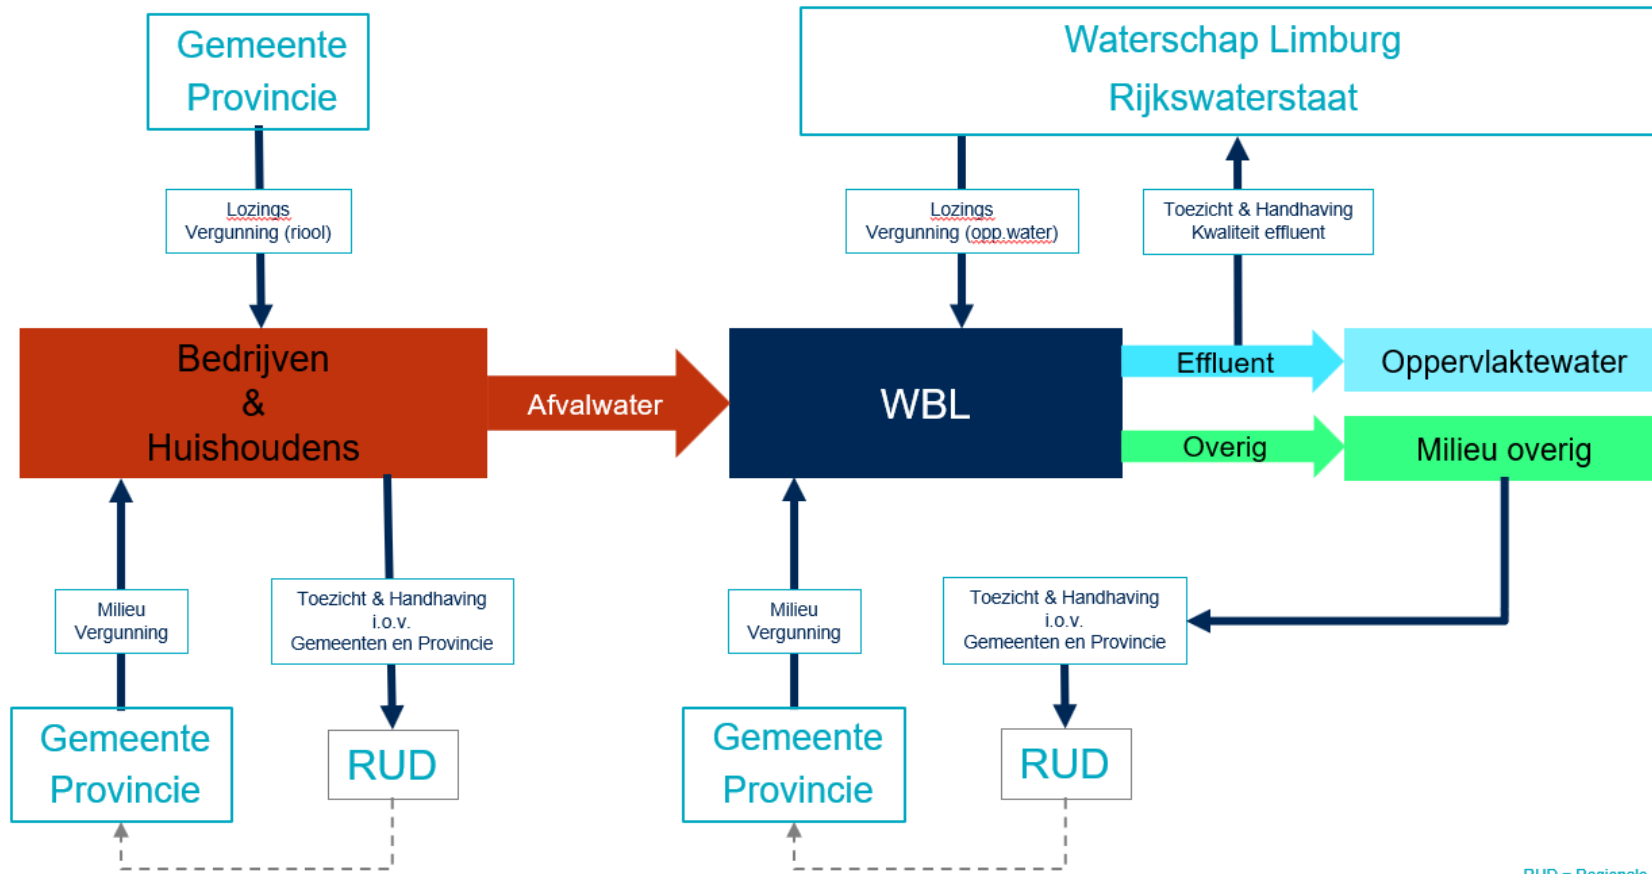 Gemeente
Provincie
Waterschap Limburg
Rijkswaterstaat
Lozings
Vergunning (riool)
Lozings
Vergunning (opp.water)
Toezicht & Handhaving
Kwaliteit effluent
Bedrijven
&
Huishoudens
Afvalwater
WBL
Effluent
Oppervlaktewater
Overig
Milieu overig
Milieu
Vergunning
Toezicht & Handhaving
i.o.v.
Gemeenten en Provincie
Milieu
Vergunning
Toezicht & Handhaving
i.o.v.
Gemeenten en Provincie
Gemeente
Provincie
RUD
Gemeente
Provincie
RUD
RUD = Regionale